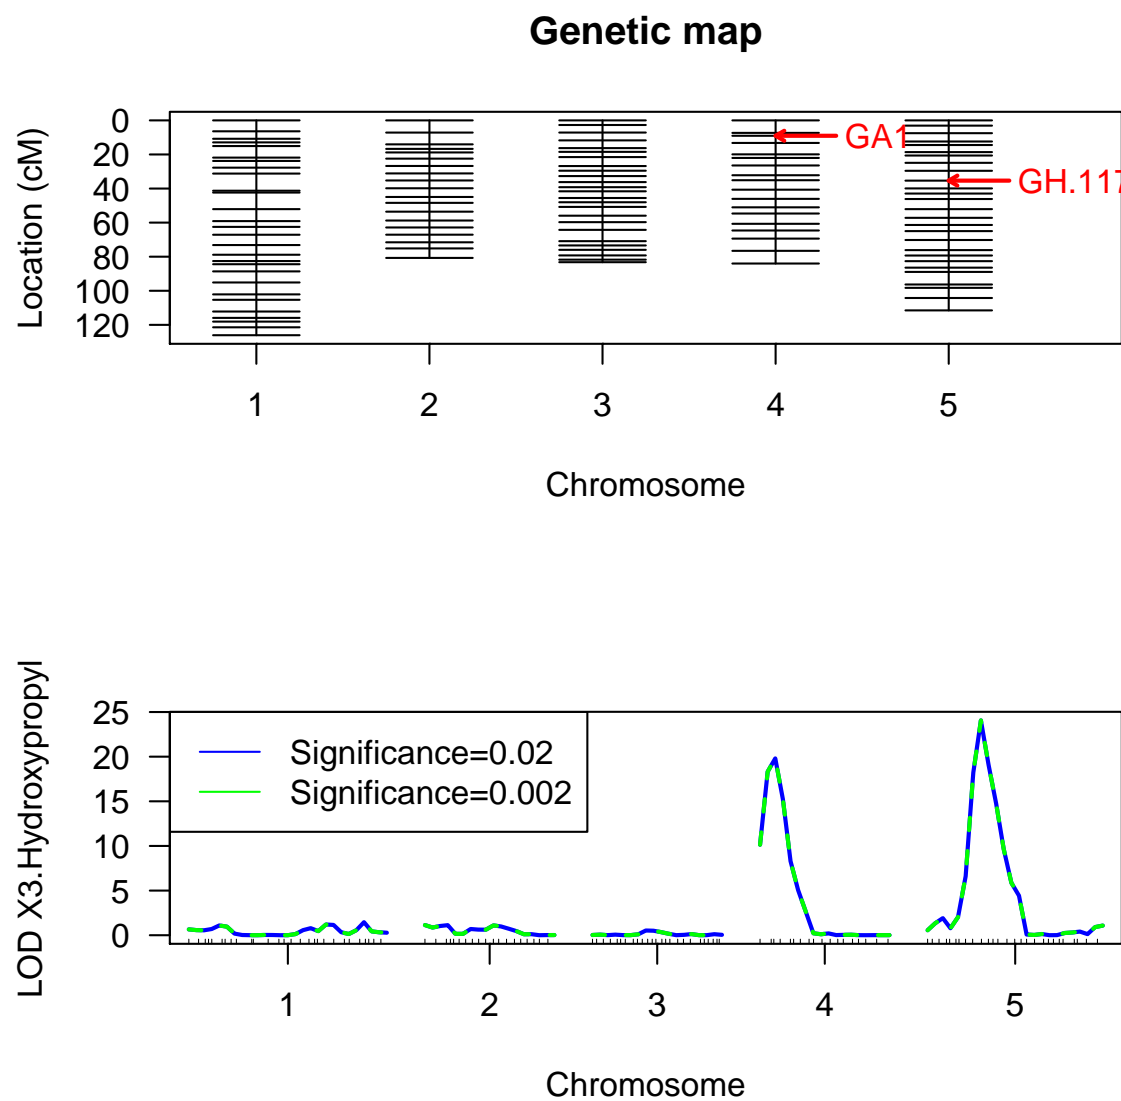 Genetic map
Location (cM)
0
20
40
60
80
100
120
GA1
GH.117
1 2 3 4 5
Chromosome
LOD X3.Hydroxypropyl
25
20
15
10
5
0
Significance=0.02
Significance=0.002
1 2 3 4 5
Chromosome